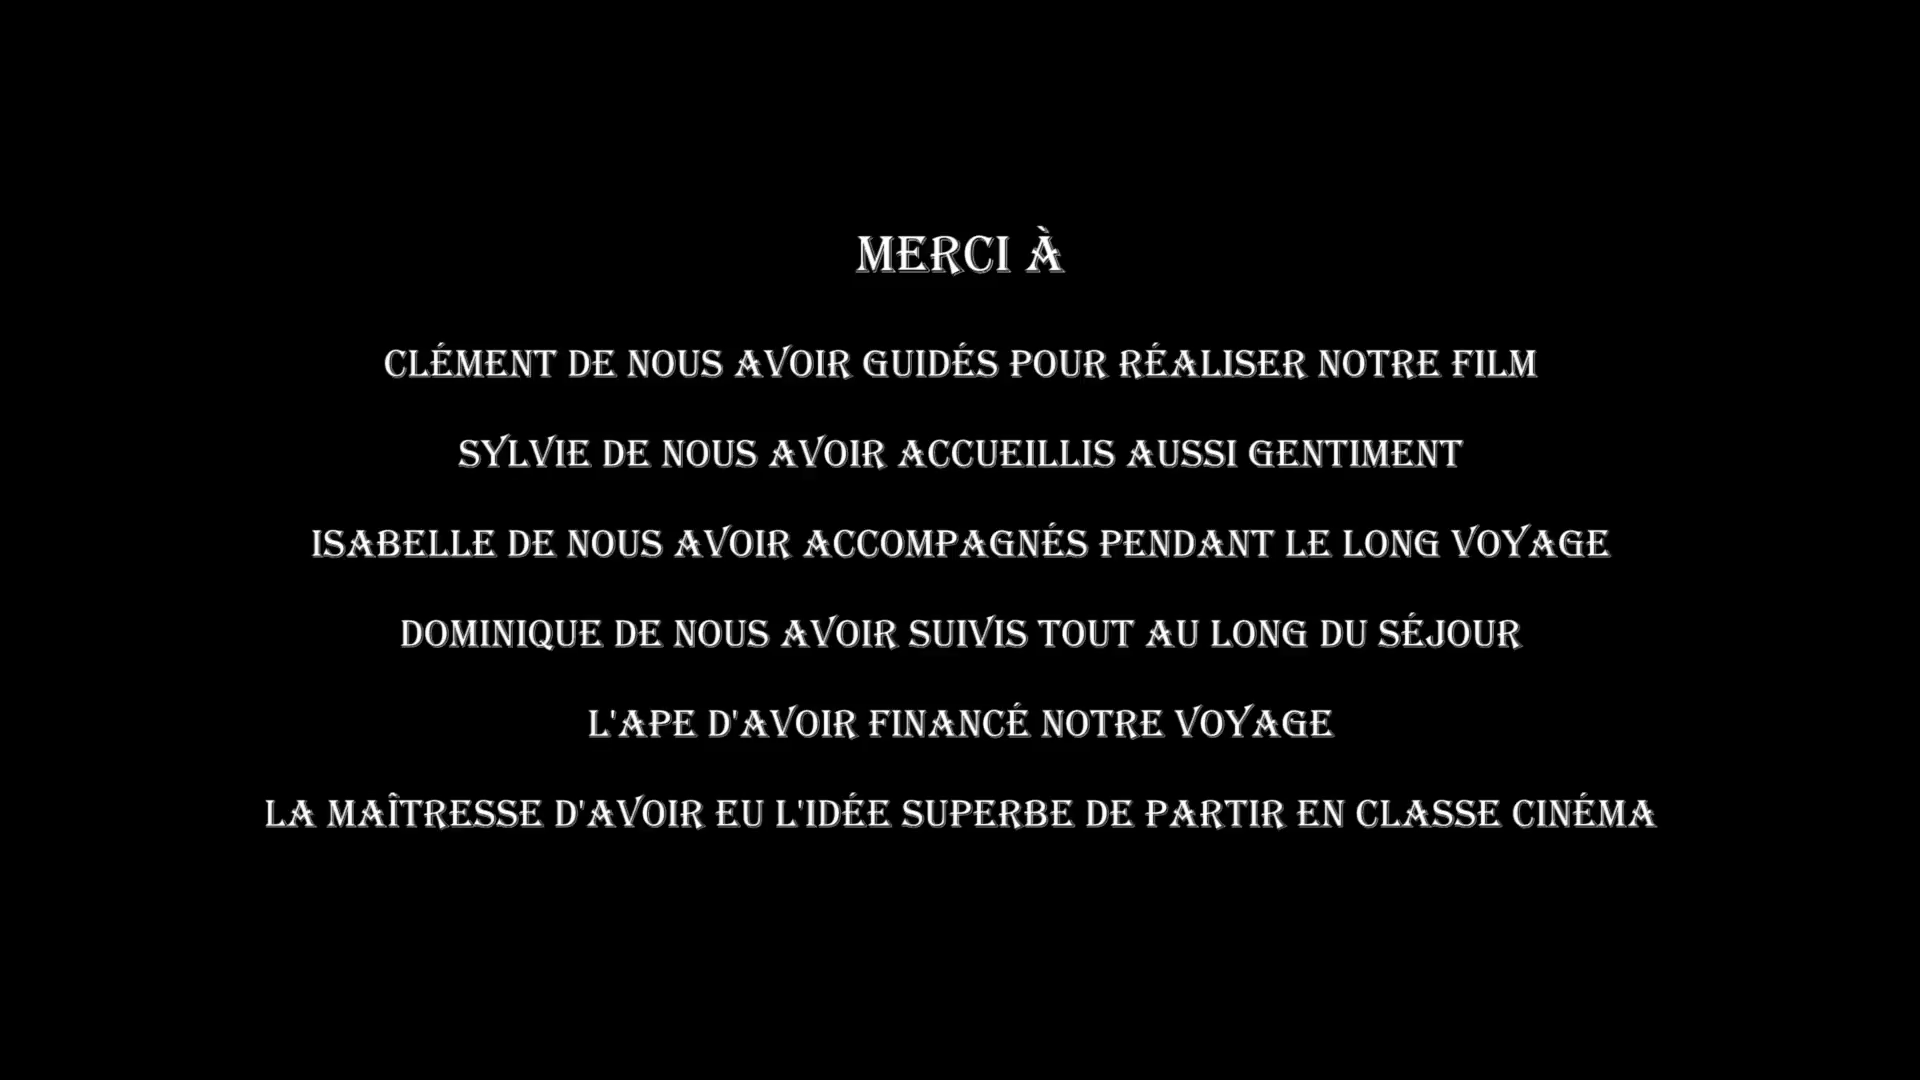 MERCI À
CLÉMENT DE NOUS AVOIR GUIDÉS POUR RÉALISER NOTRE FILM
SYLVIE DE NOUS AVOIR ACCUEILLIS AUSSI GENTIMENT
ISABELLE DE NOUS AVOIR ACCOMPAGNÉS PENDANT LE LONG VOYAGE
DOMINIQUE DE NOUS AVOIR SUIVIS TOUT AU LONG DU SÉJOUR
L'APE D'AVOIR FINANCÉ NOTRE VOYAGE
LA MAÎTRESSE D'AVOIR EU L'IDÉE SUPERBE DE PARTIR EN CLASSE CINÉMA